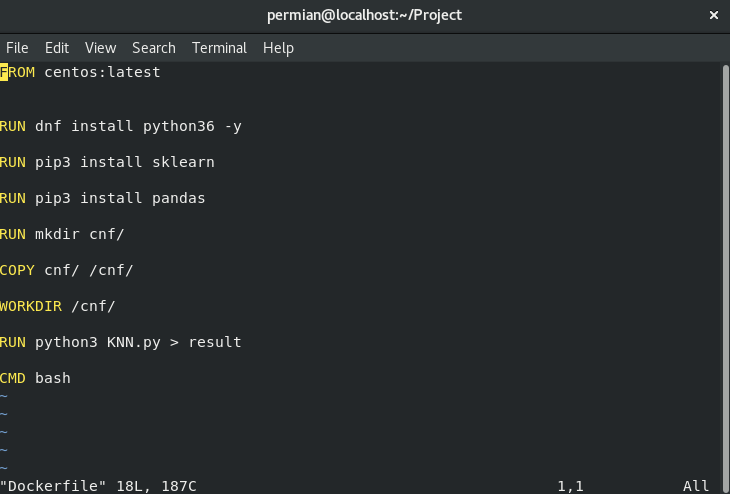 permian@localhost:~/Project
File Edit View Search Terminal Help
FROM centos:latest
RUN dnf install python36 -y
RUN pip3 install sklearn
RUN pip3 install pandas
RUN mkdir cnf/
COPY cnf/ /cnf/
WORKDIR /cnf/
RUN python3 KNN.py > result
CMD bash
~
~
~
~
~
"Dockerfile" 18L, 187C 1,1 All